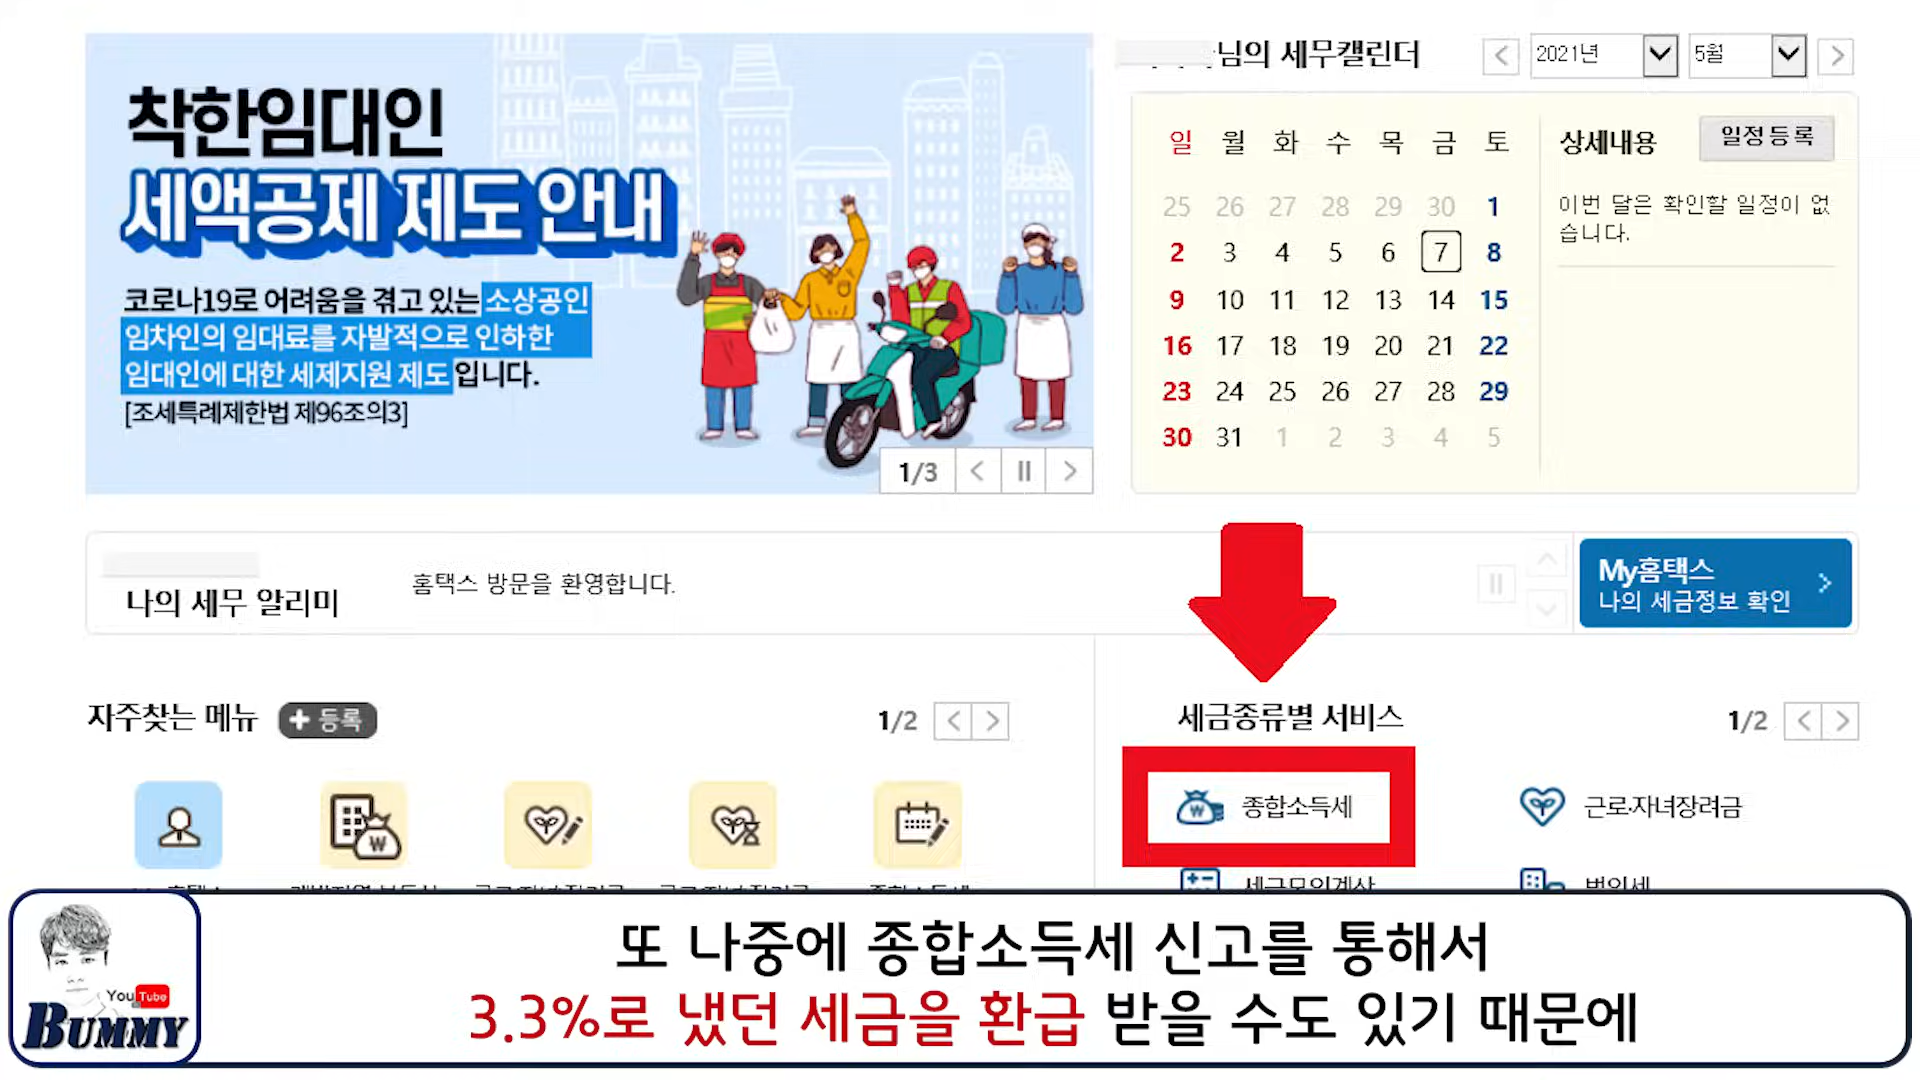 착한임대인
세액공제 제도 안내
코로나19로 어려움을 겪고 있는 소상공인
임차인의 임대료를 자발적으로 인하한
임대인에 대한 세제지원 제도입니다.
[조세특례제한법 제96조의3]
1/3
님의 세무캘린더
2021년
5월
일 월 화 수 목 금 토
25 26 27 28 29 30 1
2 3 4 5 6 7 8
9 10 11 12 13 14 15
16 17 18 19 20 21 22
23 24 25 26 27 28 29
30 31 1 2 3 4 5
상세내용
일정등록
이번 달은 확인할 일정이 없
습니다.
나의 세무 알리미
홈택스 방문을 환영합니다.
My홈택스
나의 세금정보 확인
자주찾는 메뉴
+ 등록
1/2
세금종류별 서비스
1/2
종합소득세
근로·자녀장려금
세금모의계산
법인세
또 나중에 종합소득세 신고를 통해서
3.3%로 냈던 세금을 환급 받을 수도 있기 때문에
YouTube
BUMMY